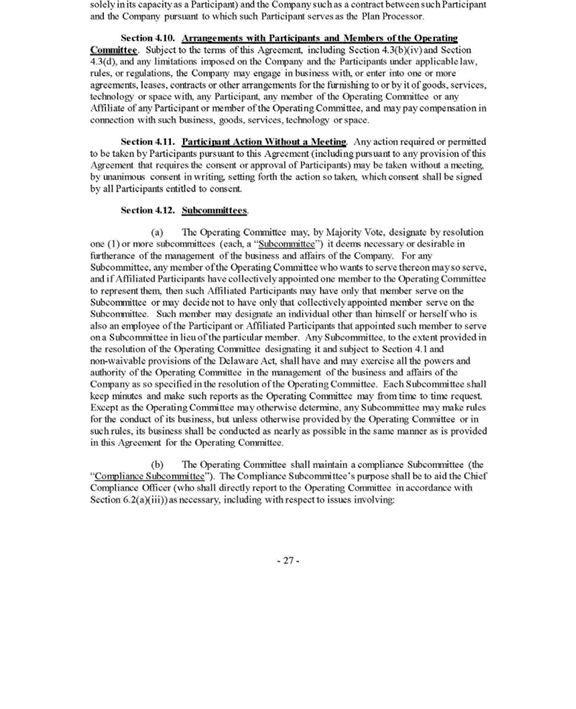 solely in its capacity as a Participant) and the Company such as a contract between such Participant
and the Company pursuant to which such Participant serves as the Plan Processor.
Section 4.10. Arrangements with Participants and Members of the Operating
Committee. Subject to the terms of this Agreement, including Section 4.3(b)(iv) and Section
4.3(d), and any limitations imposed on the Company and the Participants under applicable law,
rules, or regulations, the Company may engage in business with, or enter into one or more
agreements, leases, contracts or other arrangements for the furnishing to or by it of goods, services,
technology or space with, any Participant, any member of the Operating Committee or any
Affiliate of any Participant or member of the Operating Committee, and may pay compensation in
connection with such business, goods, services, technology or space.
Section 4.11. Participant Action Without a Meeting. Any action required or permitted
to be taken by Participants pursuant to this Agreement (including pursuant to any provision of this
Agreement that requires the consent or approval of Participants) may be taken without a meeting,
by unanimous consent in writing, setting forth the action so taken, which consent shall be signed
by all Participants entitled to consent.
Section 4.12. Subcommittees.
(a) The Operating Committee may, by Majority Vote, designate by resolution
one (1) or more subcommittees (each, a “Subcommittee”) it deems necessary or desirable in
furtherance of the management of the business and affairs of the Company. For any
Subcommittee, any member of the Operating Committee who wants to serve thereon may so serve,
and if Affiliated Participants have collectively appointed one member to the Operating Committee
to represent them, then such Affiliated Participants may have only that member serve on the
Subcommittee or may decide not to have only that collectively appointed member serve on the
Subcommittee. Such member may designate an individual other than himself or herself who is
also an employee of the Participant or Affiliated Participants that appointed such member to serve
on a Subcommittee in lieu of the particular member. Any Subcommittee, to the extent provided in
the resolution of the Operating Committee designating it and subject to Section 4.1 and
non-waivable provisions of the Delaware Act, shall have and may exercise all the powers and
authority of the Operating Committee in the management of the business and affairs of the
Company as so specified in the resolution of the Operating Committee. Each Subcommittee shall
keep minutes and make such reports as the Operating Committee may from time to time request.
Except as the Operating Committee may otherwise determine, any Subcommittee may make rules
for the conduct of its business, but unless otherwise provided by the Operating Committee or in
such rules, its business shall be conducted as nearly as possible in the same manner as is provided
in this Agreement for the Operating Committee.
(b) The Operating Committee shall maintain a compliance Subcommittee (the
“Compliance Subcommittee”). The Compliance Subcommittee’s purpose shall be to aid the Chief
Compliance Officer (who shall directly report to the Operating Committee in accordance with
Section 6.2(a)(iii)) as necessary, including with respect to issues involving:
- 27 -